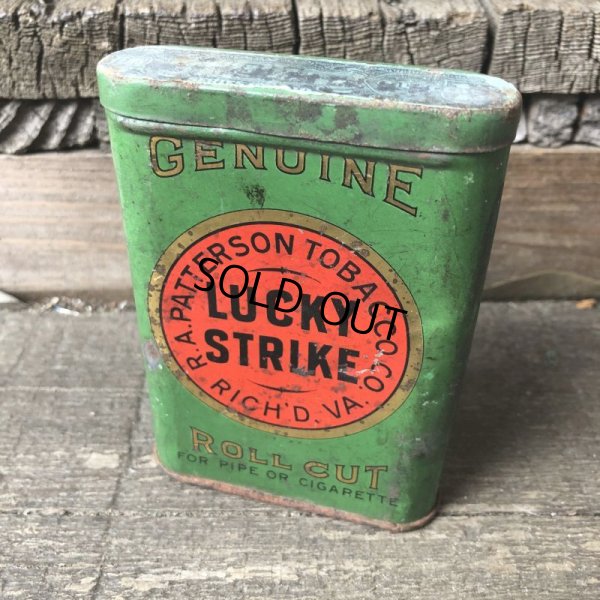 GENUINE
R.A. PATTERSON TOBACCO CO.
LUCKY
STRIKE
RICH'D. VA.
ROLL CUT
FOR PIPE OR CIGARETTE
SOLD OUT